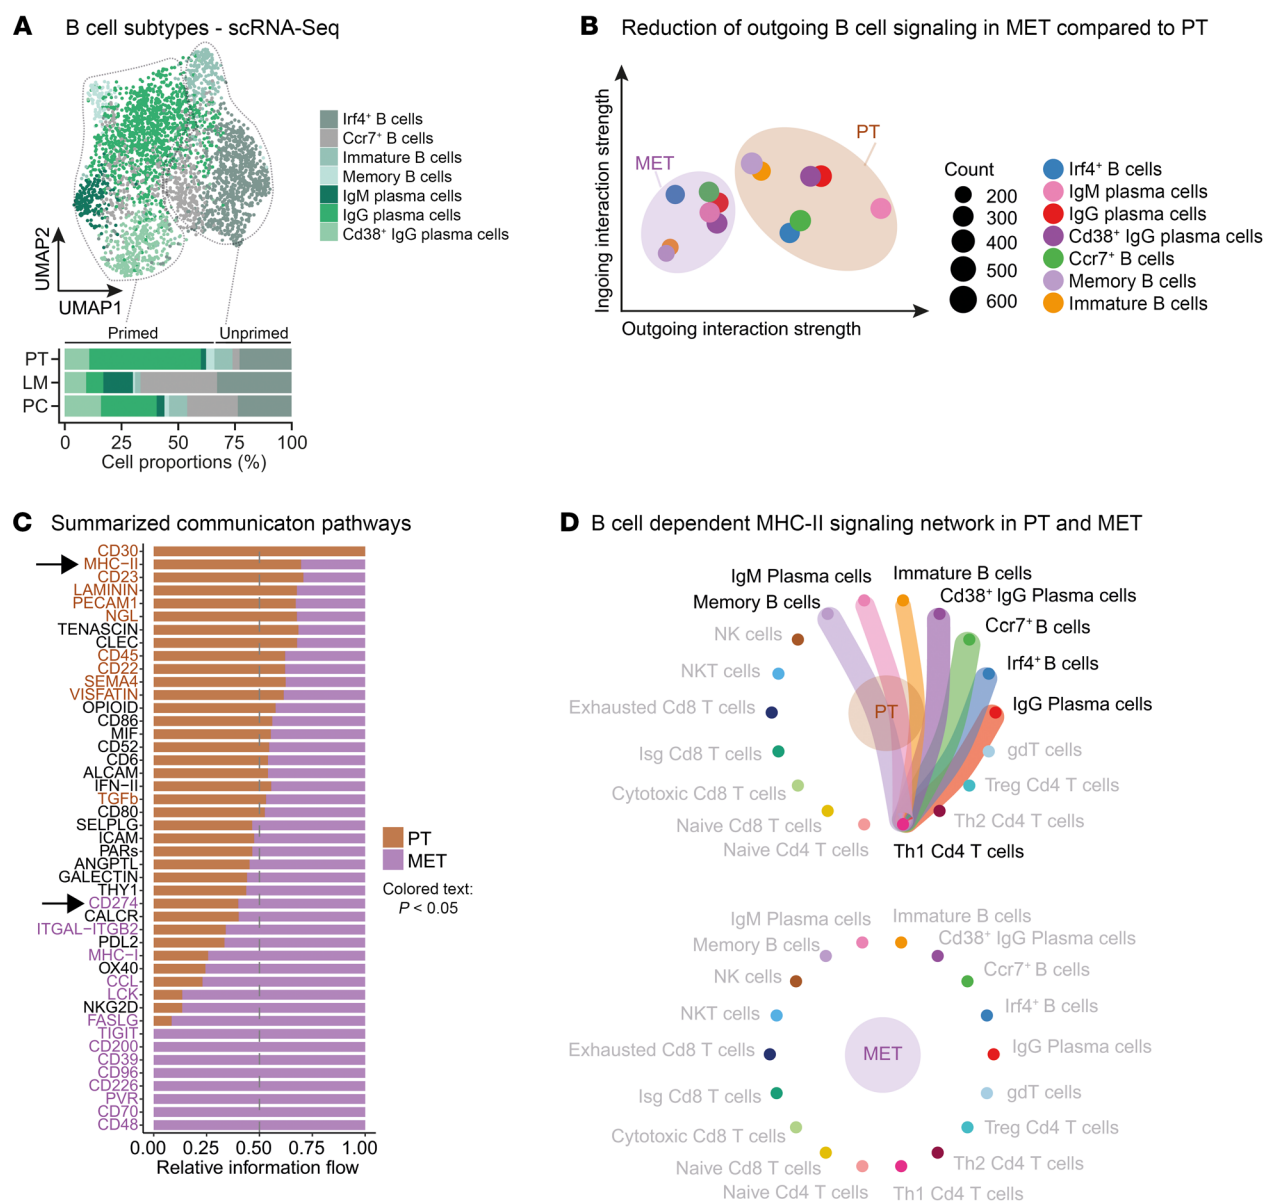 A B cell subtypes - scRNA-Seq
Irf4+ B cells
Ccr7+ B cells
Immature B cells
Memory B cells
IgM plasma cells
IgG plasma cells
Cd38+ IgG plasma cells
UMAP2
UMAP1
Primed Unprimed
PT
LM
PC
0 25 50 75 100
Cell proportions (%)
B Reduction of outgoing B cell signaling in MET compared to PT
Ingoing interaction strength
MET
PT
Outgoing interaction strength
Count
200
300
400
500
600
Irf4+ B cells
IgM plasma cells
IgG plasma cells
Cd38+ IgG plasma cells
Ccr7+ B cells
Memory B cells
Immature B cells
C Summarized communicaton pathways
CD30
MHC-II
CD23
LAMININ
PECAM1
NGL
TENASCIN
CLEC
CD45
CD22
SEMA4
VISFATIN
OPIOID
CD86
MIF
CD52
CD6
ALCAM
IFN-II
TGFb
CD80
SELPLG
ICAM
PARs
ANGPTL
GALECTIN
THY1
CD274
CALCR
ITGAL-ITGB2
PDL2
MHC-I
OX40
CCL
LCK
NKG2D
FASLG
TIGIT
CD200
CD39
CD96
CD226
PVR
CD70
CD48
0.00 0.25 0.50 0.75 1.00
Relative information flow
PT
MET
Colored text:
P < 0.05
D B cell dependent MHC-II signaling network in PT and MET
IgM Plasma cells
Immature B cells
Memory B cells
Cd38+ IgG Plasma cells
NK cells
Ccr7+ B cells
NKT cells
Irf4+ B cells
Exhausted Cd8 T cells
PT
IgG Plasma cells
Isg Cd8 T cells
gdT cells
Cytotoxic Cd8 T cells
Treg Cd4 T cells
Naive Cd8 T cells
Th2 Cd4 T cells
Naive Cd4 T cells
Th1 Cd4 T cells
IgM Plasma cells
Immature B cells
Memory B cells
Cd38+ IgG Plasma cells
NK cells
Ccr7+ B cells
NKT cells
Irf4+ B cells
Exhausted Cd8 T cells
MET
IgG Plasma cells
Isg Cd8 T cells
gdT cells
Cytotoxic Cd8 T cells
Treg Cd4 T cells
Naive Cd8 T cells
Th2 Cd4 T cells
Naive Cd4 T cells
Th1 Cd4 T cells